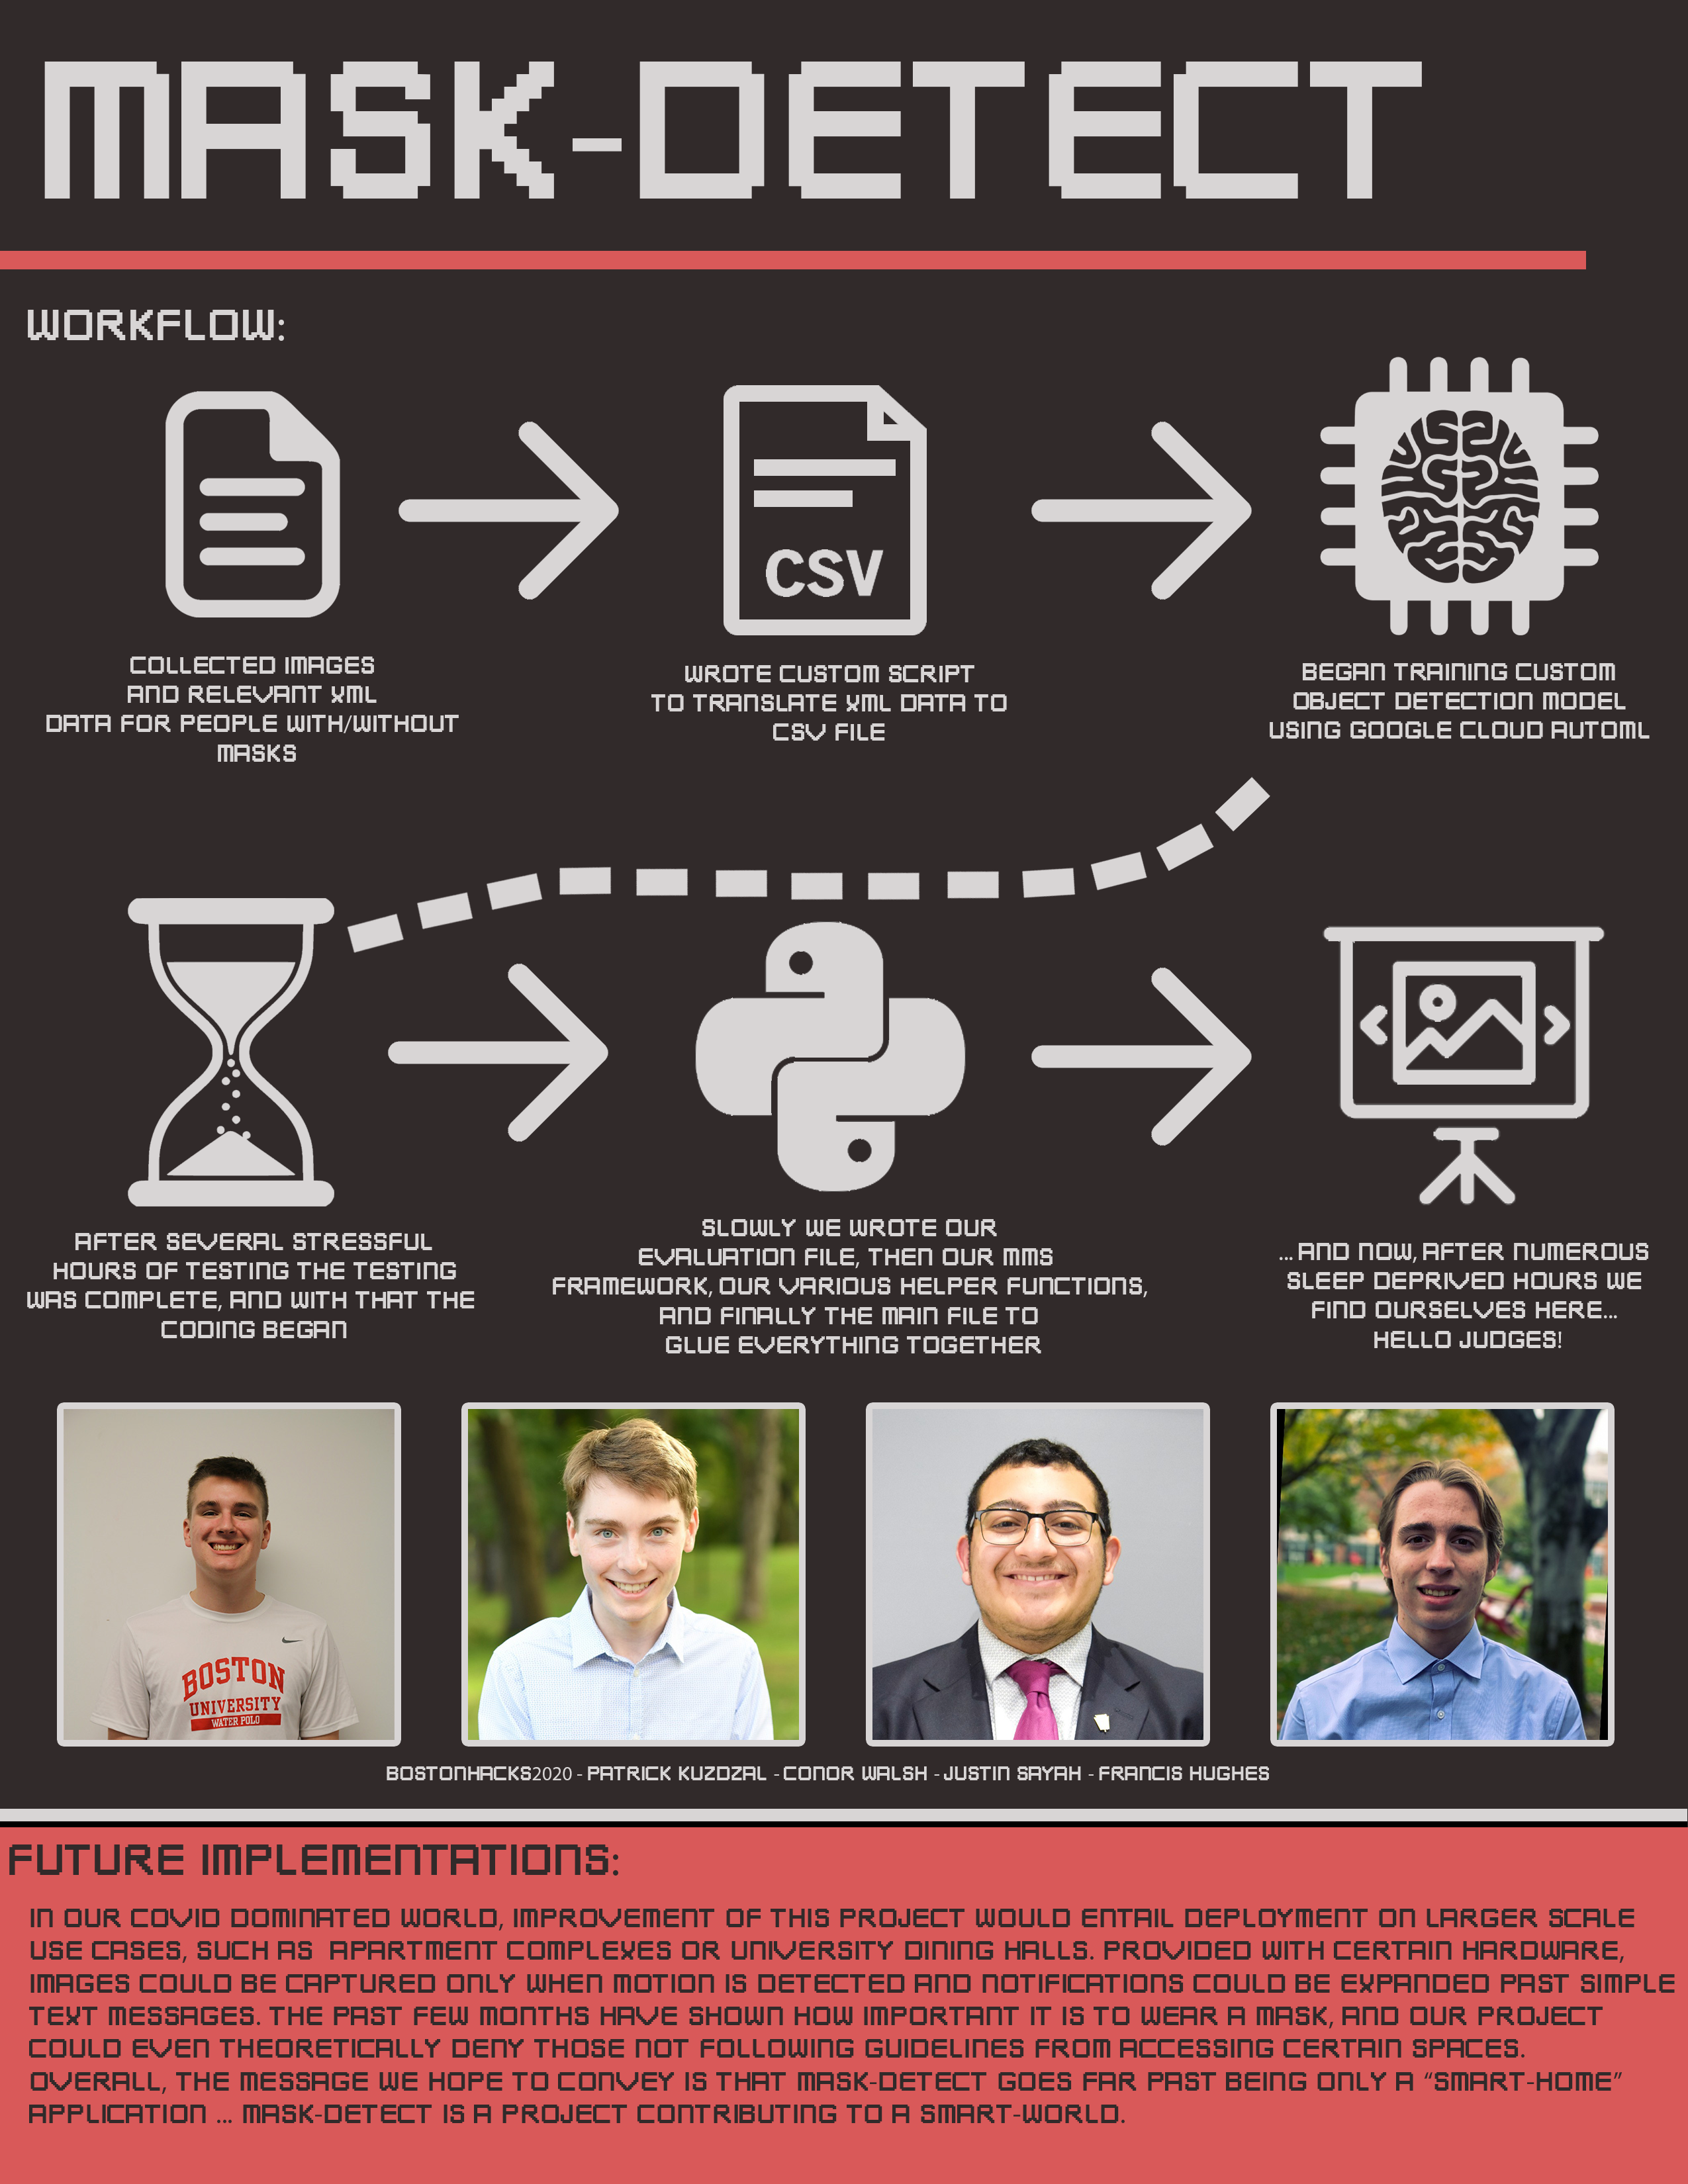 MASK-DETECT
WORKFLOW:
CSV
COLLECTED IMAGES
AND RELEVANT XML
DATA FOR PEOPLE WITH/WITHOUT
MASKS
WROTE CUSTOM SCRIPT
TO TRANSLATE XML DATA TO
CSV FILE
BEGAN TRAINING CUSTOM
OBJECT DETECTION MODEL
USING GOOGLE CLOUD AUTOML
AFTER SEVERAL STRESSFUL
HOURS OF TESTING THE TESTING
WAS COMPLETE, AND WITH THAT THE
CODING BEGAN
SLOWLY WE WROTE OUR
EVALUATION FILE, THEN OUR MMS
FRAMEWORK, OUR VARIOUS HELPER FUNCTIONS,
AND FINALLY THE MAIN FILE TO
GLUE EVERYTHING TOGETHER
... AND NOW, AFTER NUMEROUS
SLEEP DEPRIVED HOURS WE
FIND OURSELVES HERE...
HELLO JUDGES!
BOSTON
UNIVERSITY
WATER POLO
BOSTONHACKS2020 - PATRICK KUZDZAL - CONOR WALSH - JUSTIN SAYAH - FRANCIS HUGHES
FUTURE IMPLEMENTATIONS:
IN OUR COVID DOMINATED WORLD, IMPROVEMENT OF THIS PROJECT WOULD ENTAIL DEPLOYMENT ON LARGER SCALE
USE CASES, SUCH AS APARTMENT COMPLEXES OR UNIVERSITY DINING HALLS. PROVIDED WITH CERTAIN HARDWARE,
IMAGES COULD BE CAPTURED ONLY WHEN MOTION IS DETECTED AND NOTIFICATIONS COULD BE EXPANDED PAST SIMPLE
TEXT MESSAGES. THE PAST FEW MONTHS HAVE SHOWN HOW IMPORTANT IT IS TO WEAR A MASK, AND OUR PROJECT
COULD EVEN THEORETICALLY DENY THOSE NOT FOLLOWING GUIDELINES FROM ACCESSING CERTAIN SPACES.
OVERALL, THE MESSAGE WE HOPE TO CONVEY IS THAT MASK-DETECT GOES FAR PAST BEING ONLY A “SMART-HOME”
APPLICATION ... MASK-DETECT IS A PROJECT CONTRIBUTING TO A SMART-WORLD.